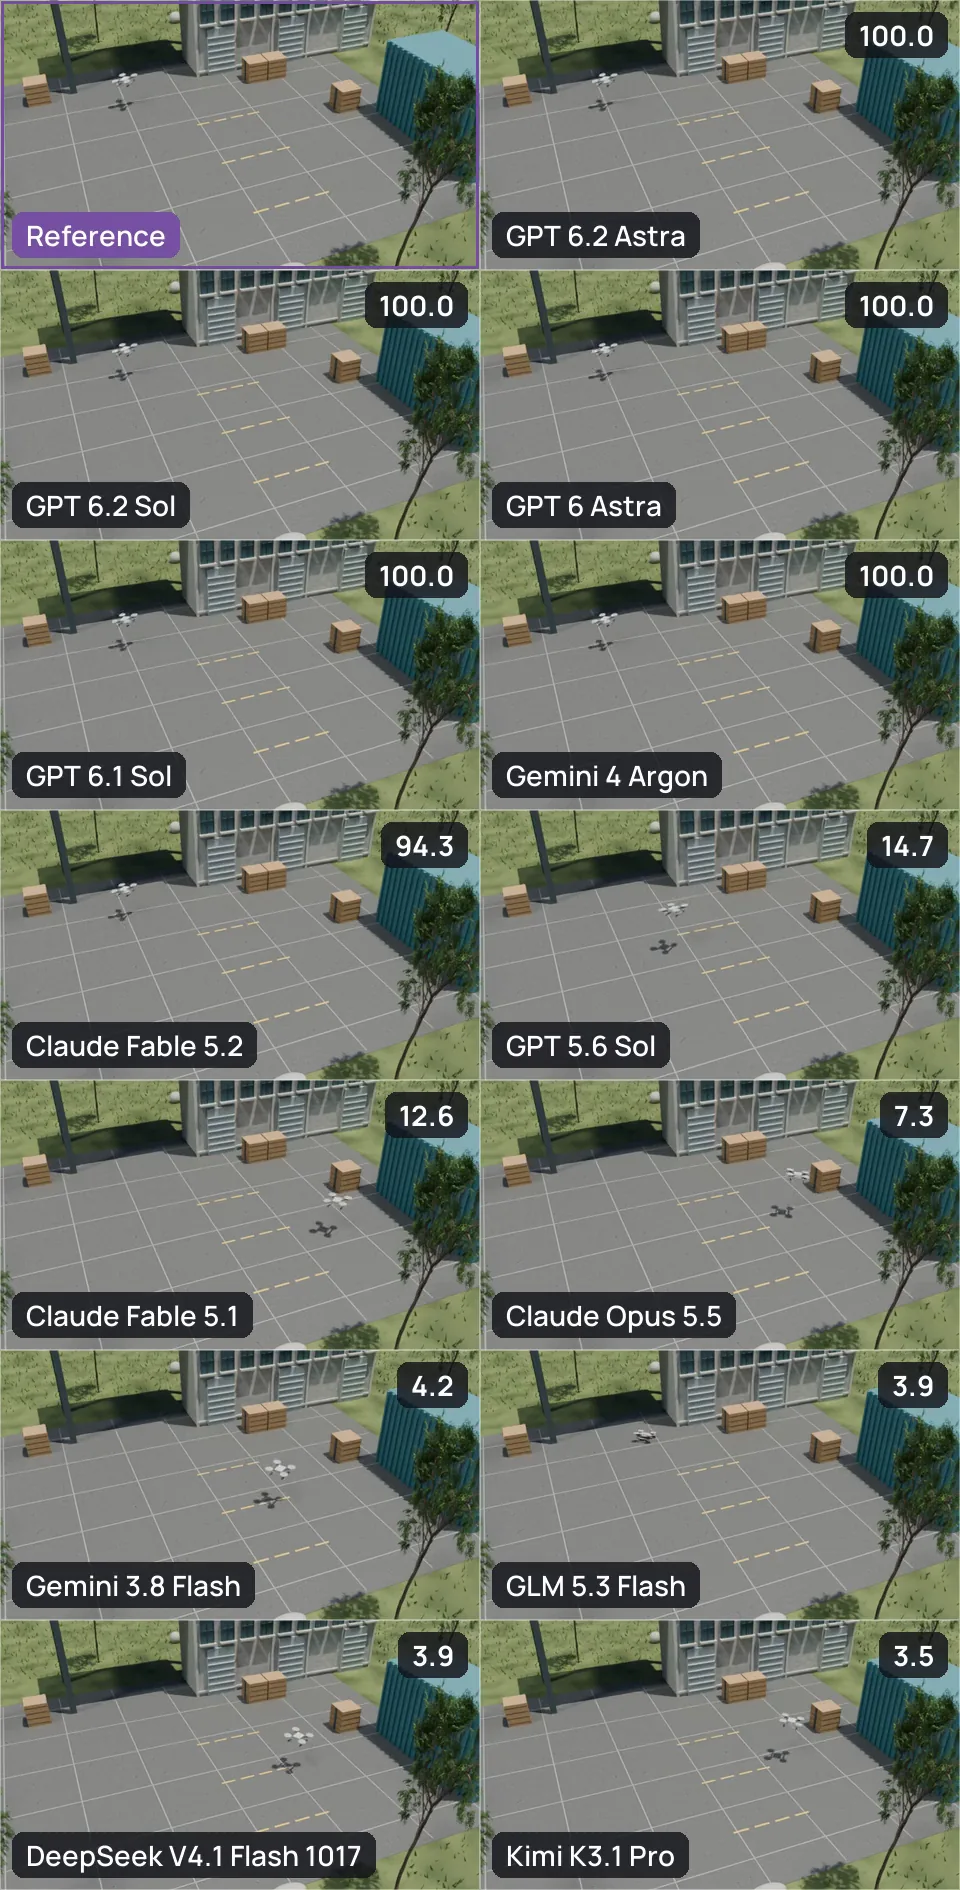 Reference
100.0
GPT 6.2 Astra
100.0
GPT 6.2 Sol
100.0
GPT 6 Astra
100.0
GPT 6.1 Sol
100.0
Gemini 4 Argon
94.3
Claude Fable 5.2
14.7
GPT 5.6 Sol
12.6
Claude Fable 5.1
7.3
Claude Opus 5.5
4.2
Gemini 3.8 Flash
3.9
GLM 5.3 Flash
3.9
DeepSeek V4.1 Flash 1017
3.5
Kimi K3.1 Pro